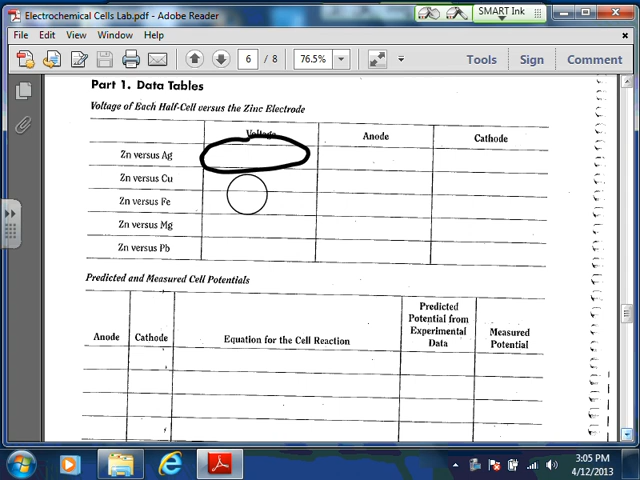 Electrochemical Cells Lab.pdf - Adobe Reader
SMART Ink
File Edit View Window Help
6 / 8 76.5% Tools Sign Comment
Part 1. Data Tables
Voltage of Each Half-Cell versus the Zinc Electrode
Voltage Anode Cathode
Zn versus Ag
Zn versus Cu
Zn versus Fe
Zn versus Mg
Zn versus Pb
Predicted and Measured Cell Potentials
Anode Cathode Equation for the Cell Reaction Predicted Potential from Experimental Data Measured Potential
3:05 PM
4/12/2013